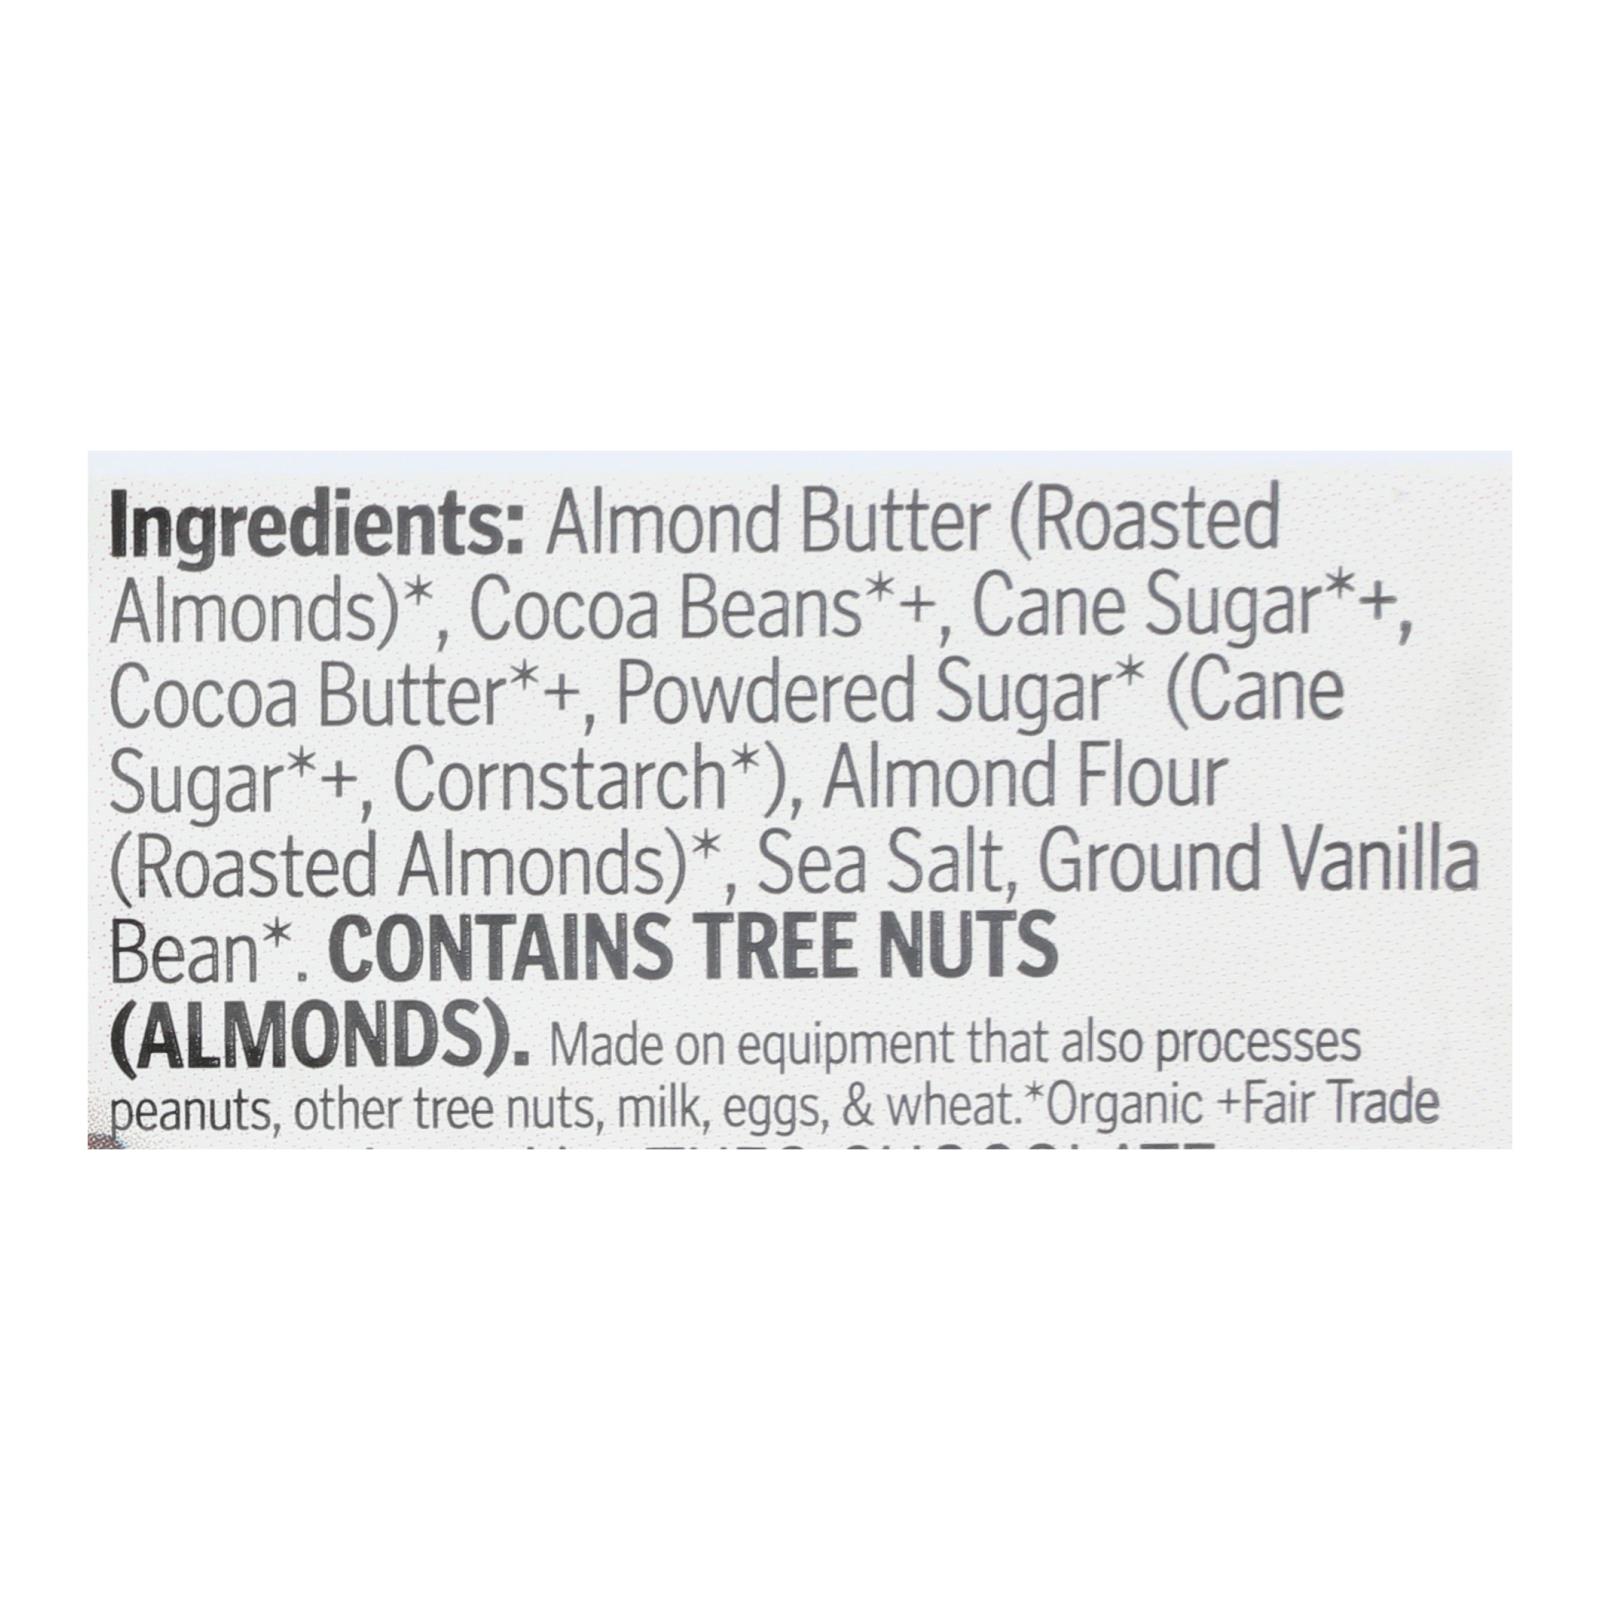 Ingredients: Almond Butter (Roasted
Almonds)*, Cocoa Beans*+, Cane Sugar*+,
Cocoa Butter*+, Powdered Sugar* (Cane
Sugar*+, Cornstarch*), Almond Flour
(Roasted Almonds)*, Sea Salt, Ground Vanilla
Bean*. CONTAINS TREE NUTS
(ALMONDS). Made on equipment that also processes
peanuts, other tree nuts, milk, eggs, & wheat.*Organic +Fair Trade